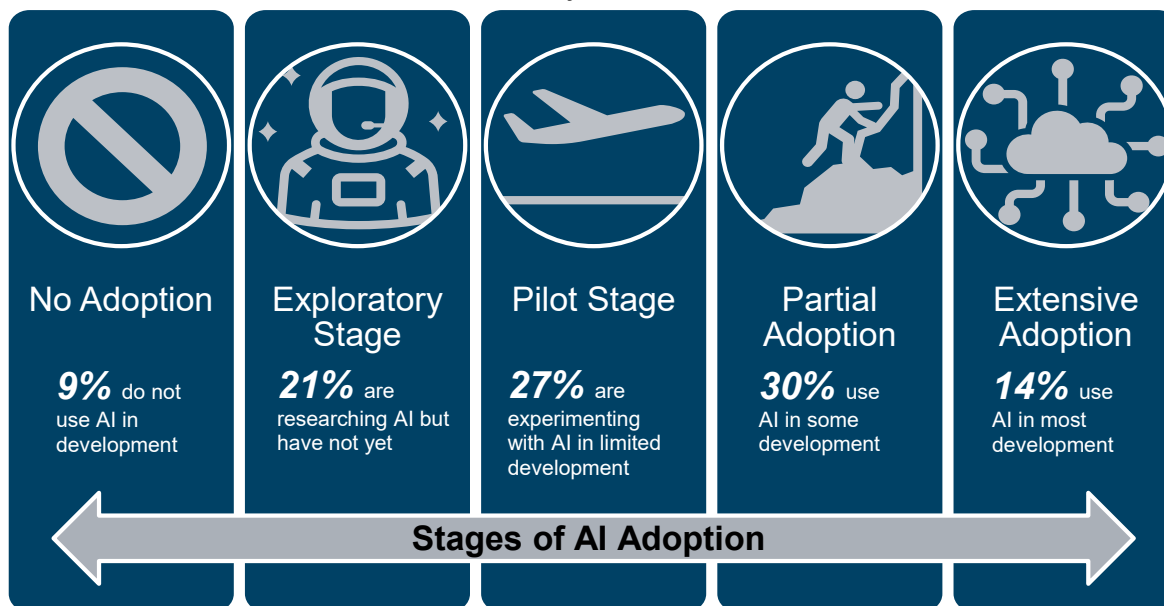 No Adoption
9% do not
use AI in
development
Exploratory
Stage
21% are
researching AI but
have not yet
Pilot Stage
27% are
experimenting
with AI in limited
development
Partial
Adoption
30% use
AI in some
development
Extensive
Adoption
14% use
AI in most
development
Stages of AI Adoption